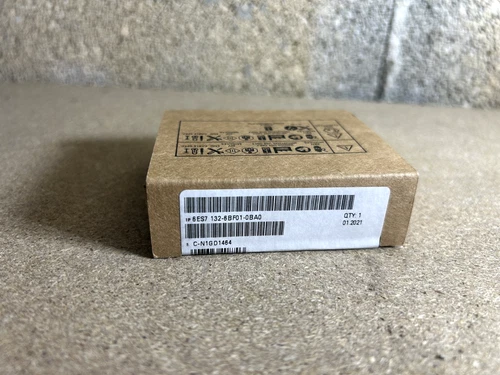 1P 6ES7 132-6BF01-0BA0
QTY: 1
01.2021
S C-N1GD1464